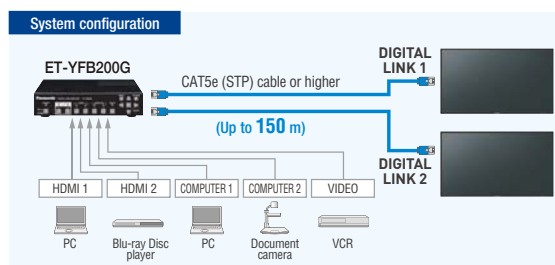 System configuration
ET-YFB200G
Panasonic
CAT5e (STP) cable or higher
(Up to 150 m)
DIGITAL
LINK 1
DIGITAL
LINK 2
HDMI 1
HDMI 2
COMPUTER 1
COMPUTER 2
VIDEO
PC
Blu-ray Disc
player
PC
Document
camera
VCR